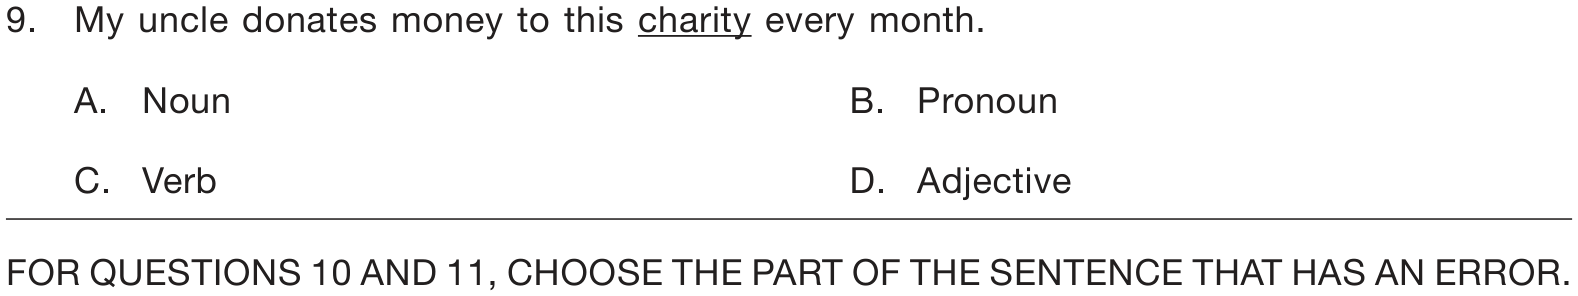 9. My uncle donates money to this charity every month.
A. Noun B. Pronoun
C. Verb D. Adjective
FOR QUESTIONS 10 AND 11, CHOOSE THE PART OF THE SENTENCE THAT HAS AN ERROR.